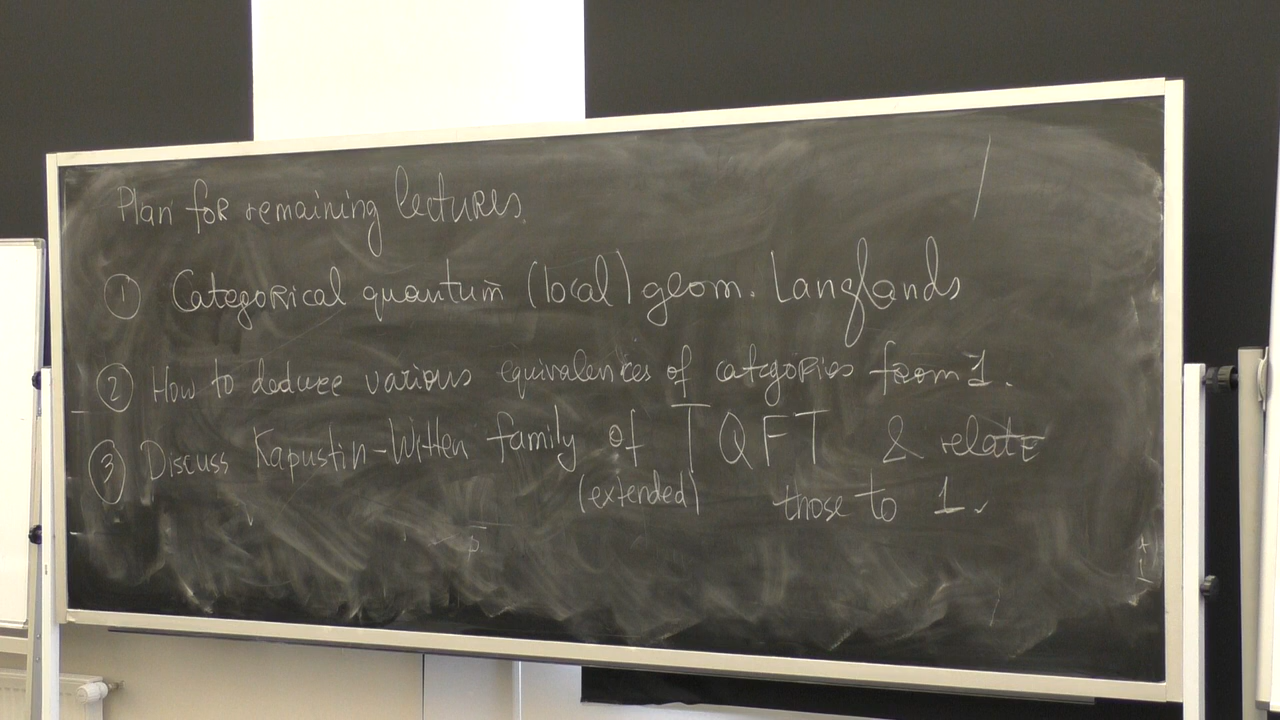 Plan for remaining lectures.
① Categorical quantum (local) geom. Langlands
② How to deduce various equivalences of categories from 1.
③ Discuss Kapustin-Witten family of TQFT & relate
(extended) those to 1.